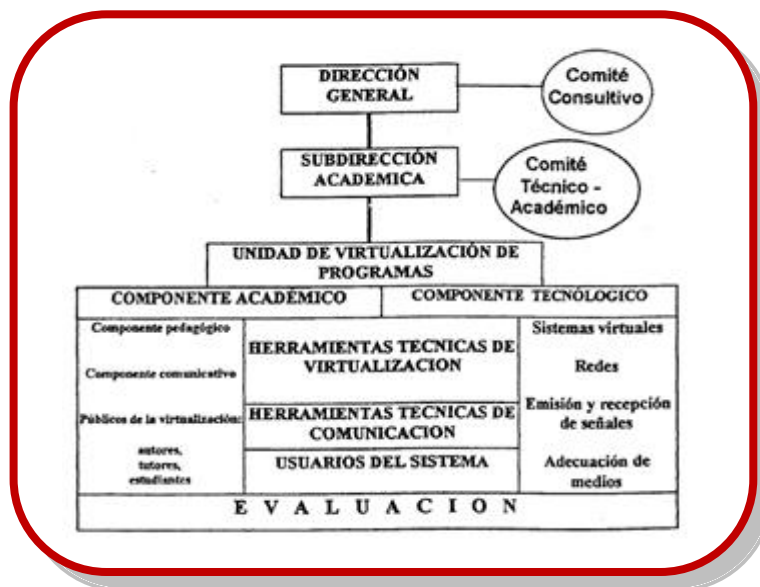 DIRECCIÓN
GENERAL
Comité
Consultivo
SUBDIRECCIÓN
ACADEMICA
Comité
Técnico -
Académico
UNIDAD DE VIRTUALIZACIÓN DE
PROGRAMAS
COMPONENTE ACADÉMICO
COMPONENTE TECNÓLOGICO
Componente pedagógico
Componente comunicativo
Públicos de la virtualización:
autores,
tutores,
estudiantes
HERRAMIENTAS TECNICAS DE
VIRTUALIZACION
HERRAMIENTAS TECNICAS DE
COMUNICACION
USUARIOS DEL SISTEMA
Sistemas virtuales
Redes
Emisión y recepción
de señales
Adecuación de
medios
E V A L U A C I O N